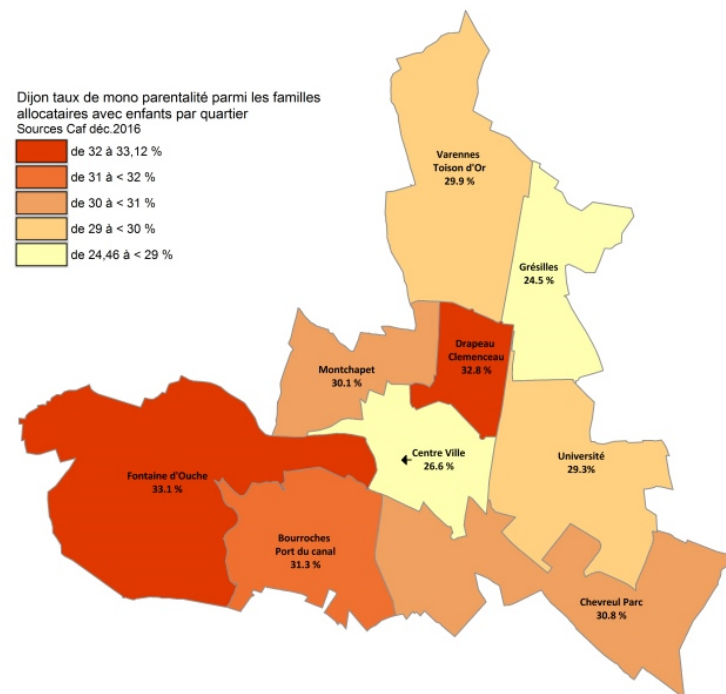 Dijon taux de mono parentalité parmi les familles
allocataires avec enfants par quartier
Sources Caf déc.2016
de 32 à 33,12 %
de 31 à < 32 %
de 30 à < 31 %
de 29 à < 30 %
de 24,46 à < 29 %
Varennes
Toison d'Or
29.9 %
Grésilles
24.5 %
Drapeau
Clemenceau
32.8 %
Montchapet
30.1 %
Centre Ville
26.6 %
Université
29.3%
Fontaine d'Ouche
33.1 %
Bourroches
Port du canal
31.3 %
Chevreul Parc
30.8 %